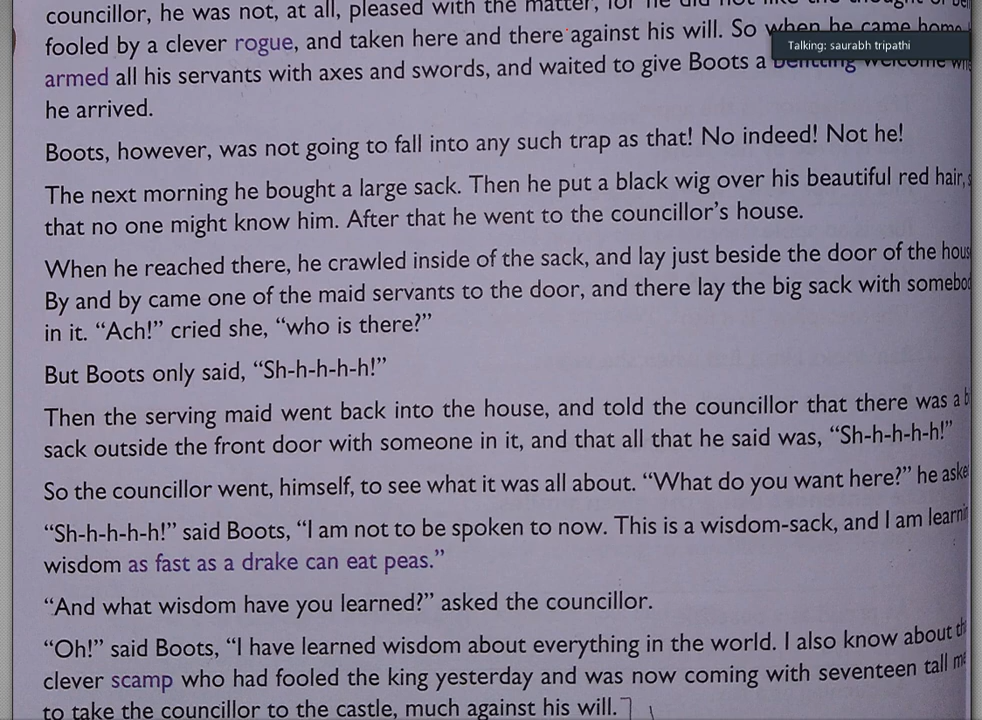 councillor, he was not, at all, pleased with the matter, for he did not like the thought of
fooled by a clever rogue, and taken here and there against his will. So when he came home,
Talking: saurabh tripathi
armed all his servants with axes and swords, and waited to give Boots a befitting welcome
he arrived.
Boots, however, was not going to fall into any such trap as that! No indeed! Not he!
The next morning he bought a large sack. Then he put a black wig over his beautiful red hair,
that no one might know him. After that he went to the councillor's house.
When he reached there, he crawled inside of the sack, and lay just beside the door of the hous
By and by came one of the maid servants to the door, and there lay the big sack with somebod
in it. “Ach!” cried she, “who is there?”
But Boots only said, “Sh-h-h-h-h!”
Then the serving maid went back into the house, and told the councillor that there was a b
sack outside the front door with someone in it, and that all that he said was, “Sh-h-h-h-h!”
So the councillor went, himself, to see what it was all about. “What do you want here?” he aske
“Sh-h-h-h-h!” said Boots, “I am not to be spoken to now. This is a wisdom-sack, and I am learnin
wisdom as fast as a drake can eat peas.”
“And what wisdom have you learned?” asked the councillor.
“Oh!” said Boots, “I have learned wisdom about everything in the world. I also know about th
clever scamp who had fooled the king yesterday and was now coming with seventeen tall me
to take the councillor to the castle, much against his will.